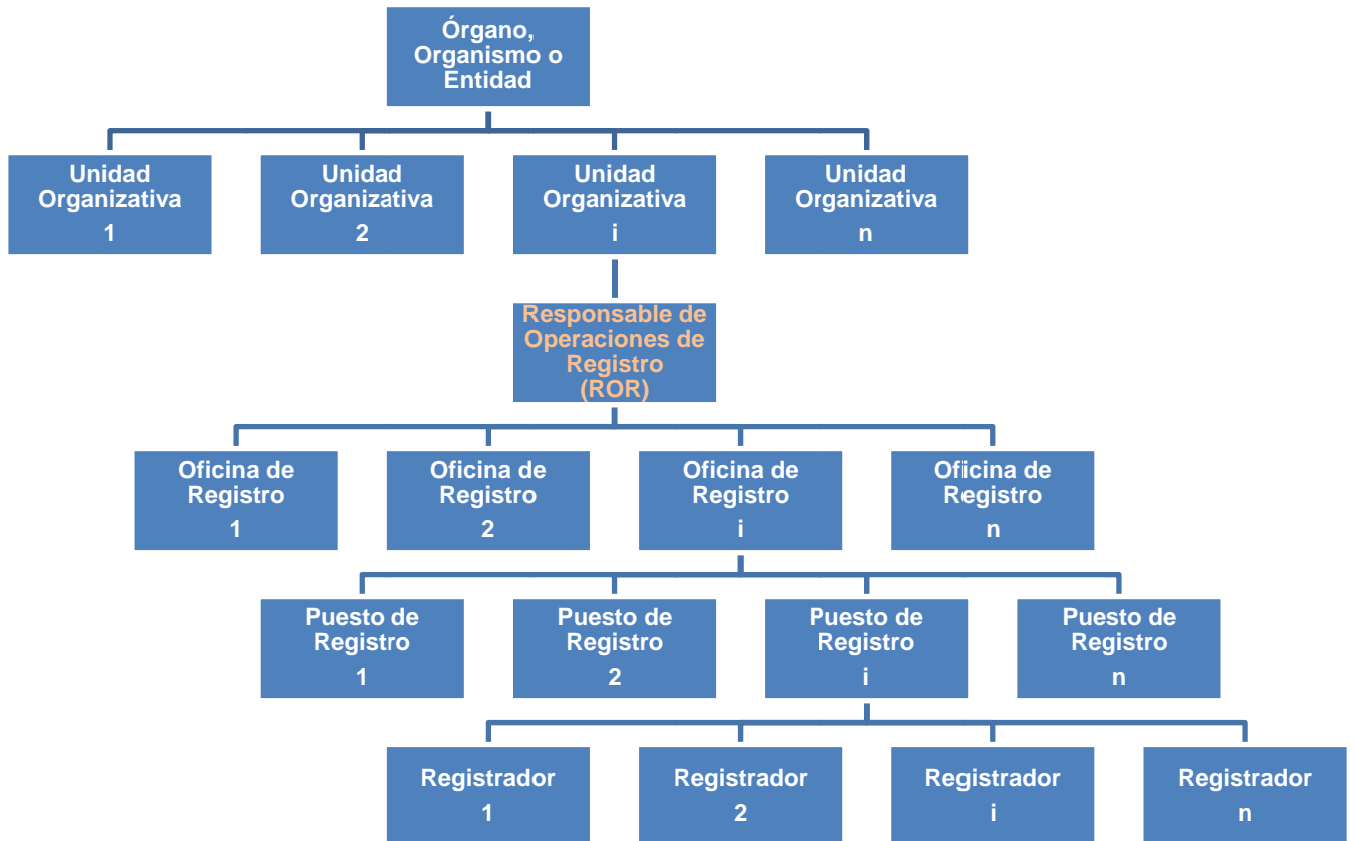 Órgano,
Organismo o
Entidad
Unidad
Organizativa
1
Unidad
Organizativa
2
Unidad
Organizativa
i
Unidad
Organizativa
n
Responsable de
Operaciones de
Registro
(ROR)
Oficina de
Registro
1
Oficina de
Registro
2
Oficina de
Registro
i
Oficina de
Registro
n
Puesto de
Registro
1
Puesto de
Registro
2
Puesto de
Registro
i
Puesto de
Registro
n
Registrador
1
Registrador
2
Registrador
i
Registrador
n